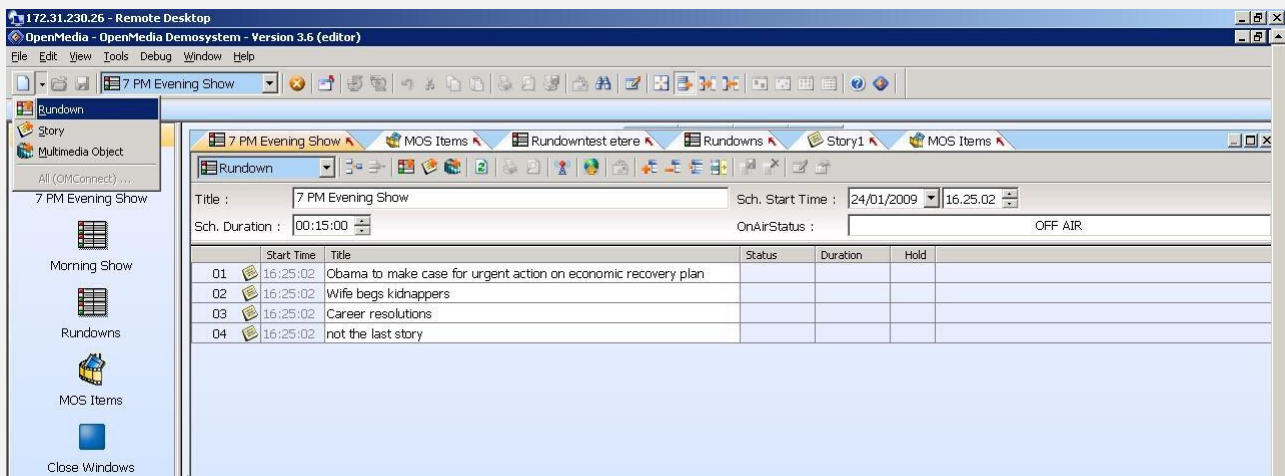 172.31.230.26 - Remote Desktop
OpenMedia - OpenMedia Demosystem - Version 3.6 (editor)
File Edit View Tools Debug Window Help
7 PM Evening Show
Rundown
Story
Multimedia Object
All (OMConnect) ...
7 PM Evening Show
Morning Show
Rundowns
MOS Items
Close Windows
7 PM Evening Show MOS Items Rundowntest etere Rundowns Story1 MOS Items
Rundown
Title : 7 PM Evening Show Sch. Start Time : 24/01/2009 16.25.02
Sch. Duration : 00:15:00 OnAirStatus : OFF AIR
Start Time Title Status Duration Hold
01 16:25:02 Obama to make case for urgent action on economic recovery plan
02 16:25:02 Wife begs kidnappers
03 16:25:02 Career resolutions
04 16:25:02 not the last story